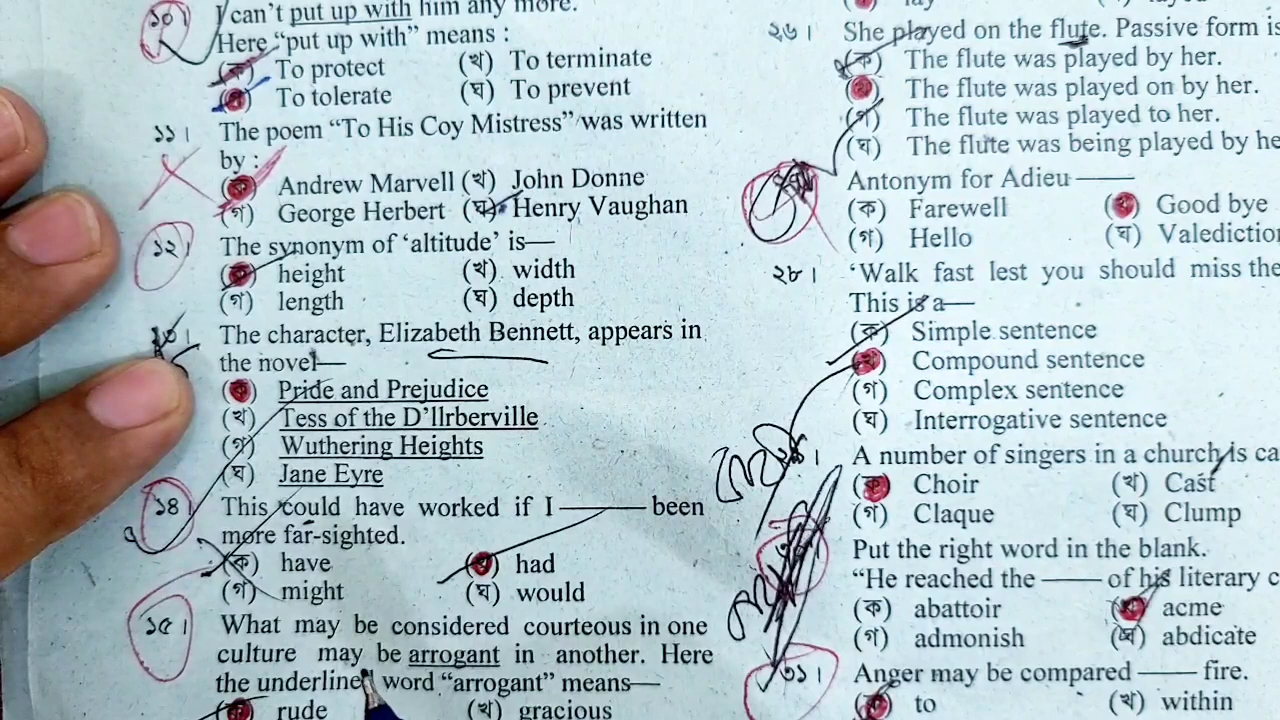 ১০। I can't put up with him any more.
Here "put up with" means :
(ক) To protect (খ) To terminate
(গ) To tolerate (ঘ) To prevent
১১। The poem "To His Coy Mistress" was written
by :
(ক) Andrew Marvell (খ) John Donne
(গ) George Herbert (ঘ) Henry Vaughan
১২। The synonym of 'altitude' is—
(ক) height (খ) width
(গ) length (ঘ) depth
১৩। The character, Elizabeth Bennett, appears in
the novel—
(ক) Pride and Prejudice
(খ) Tess of the D'llrberville
(গ) Wuthering Heights
(ঘ) Jane Eyre
১৪। This could have worked if I ——— been
more far-sighted.
(ক) have (খ) had
(গ) might (ঘ) would
১৫। What may be considered courteous in one
culture may be arrogant in another. Here
the underline word "arrogant" means—
(ক) rude (খ) gracious
২৬। She played on the flute. Passive form is
(ক) The flute was played by her.
(খ) The flute was played on by her.
(গ) The flute was played to her.
(ঘ) The flute was being played by he
Antonym for Adieu ——
(ক) Farewell (খ) Good bye
(গ) Hello (ঘ) Valediction
২৮। 'Walk fast lest you should miss the
This is a—
(ক) Simple sentence
(খ) Compound sentence
(গ) Complex sentence
(ঘ) Interrogative sentence
A number of singers in a church is ca
(ক) Choir (খ) Cast
(গ) Claque (ঘ) Clump
Put the right word in the blank.
"He reached the —— of his literary c
(ক) abattoir (খ) acme
(গ) admonish (ঘ) abdicate
৩১। Anger may be compared —— fire.
(ক) to (খ) within